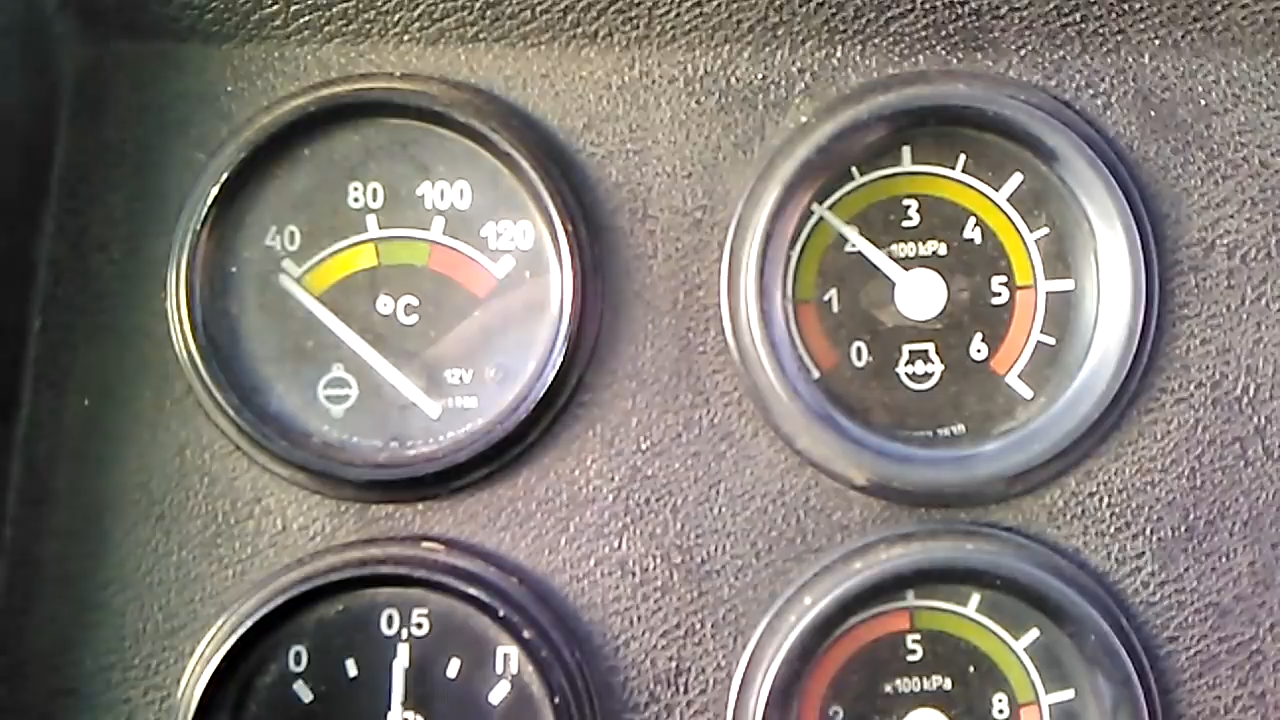 40 80 100 120
°C
12V
0 1 2 3 4 5 6
×100 kPa
0 0,5 П
5 8
×100 kPa